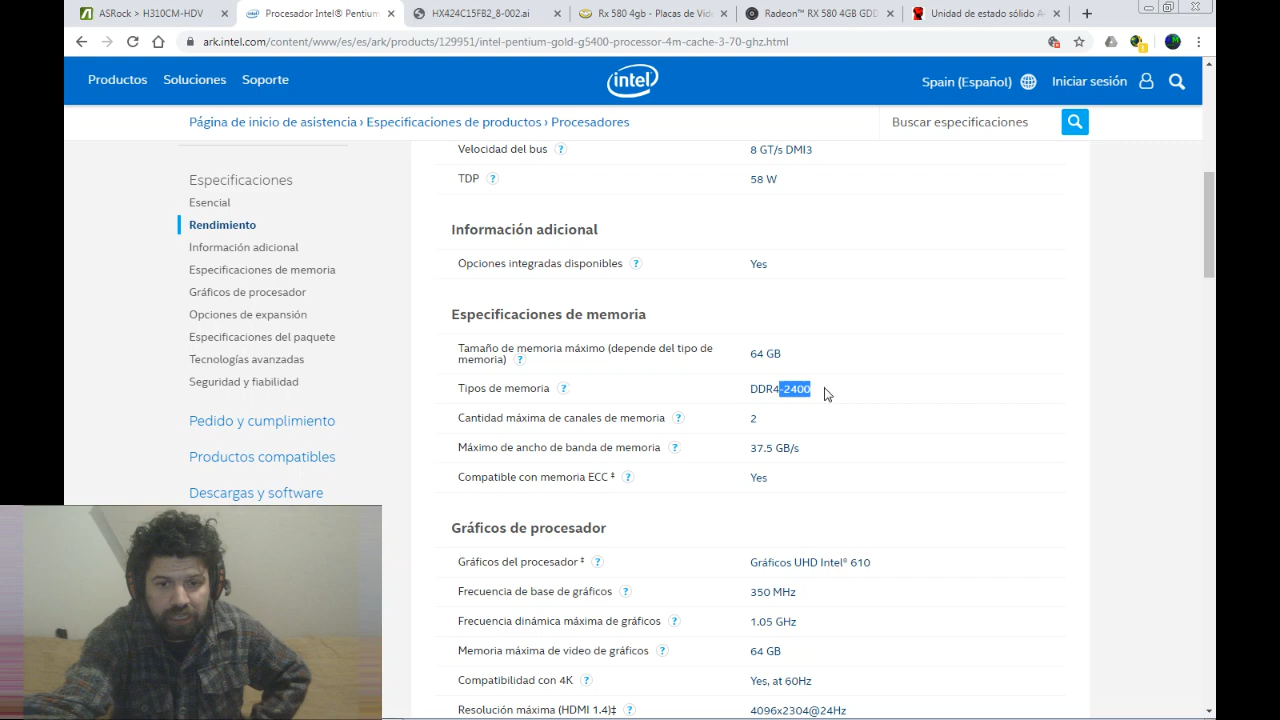 ASRock > H310CM-HDV
Procesador Intel® Pentium
HX424C15FB2_8-002.ai
Rx 580 4gb - Placas de Vid
Radeon™ RX 580 4GB GDD
Unidad de estado sólido A
ark.intel.com/content/www/es/es/ark/products/129951/intel-pentium-gold-g5400-processor-4m-cache-3-70-ghz.html
Productos Soluciones Soporte
intel
Spain (Español) Iniciar sesión
Página de inicio de asistencia › Especificaciones de productos › Procesadores
Buscar especificaciones
Especificaciones
Esencial
Rendimiento
Información adicional
Especificaciones de memoria
Gráficos de procesador
Opciones de expansión
Especificaciones del paquete
Tecnologías avanzadas
Seguridad y fiabilidad
Pedido y cumplimiento
Productos compatibles
Descargas y software
Velocidad del bus ? 8 GT/s DMI3
TDP ? 58 W
Información adicional
Opciones integradas disponibles ? Yes
Especificaciones de memoria
Tamaño de memoria máximo (depende del tipo de
memoria) ? 64 GB
Tipos de memoria ? DDR4-2400
Cantidad máxima de canales de memoria ? 2
Máximo de ancho de banda de memoria ? 37.5 GB/s
Compatible con memoria ECC ‡ ? Yes
Gráficos de procesador
Gráficos del procesador ‡ ? Gráficos UHD Intel® 610
Frecuencia de base de gráficos ? 350 MHz
Frecuencia dinámica máxima de gráficos ? 1.05 GHz
Memoria máxima de video de gráficos ? 64 GB
Compatibilidad con 4K ? Yes, at 60Hz
Resolución máxima (HDMI 1.4)‡ ? 4096x2304@24Hz